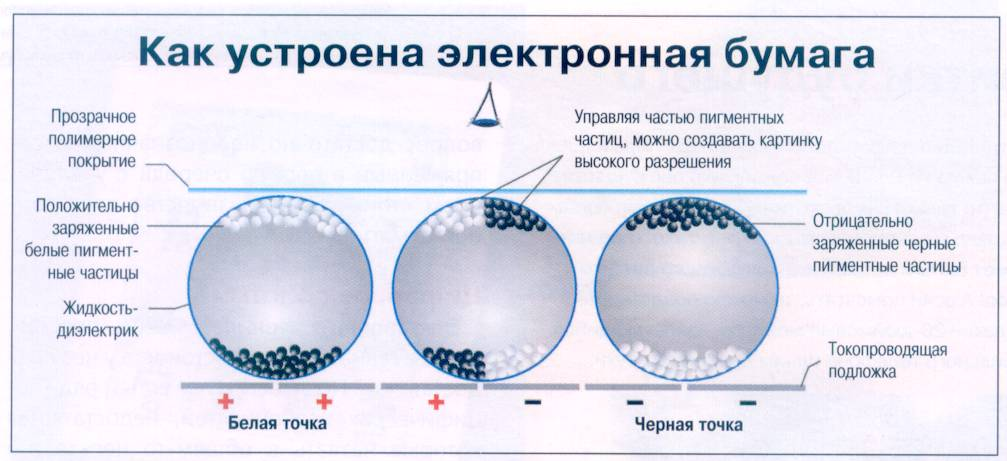 Как устроена электронная бумага
Прозрачное
полимерное
покрытие
Управляя частью пигментных
частиц, можно создавать картинку
высокого разрешения
Положительно
заряженные
белые пигмент-
ные частицы
Отрицательно
заряженные черные
пигментные частицы
Жидкость-
диэлектрик
Токопроводящая
подложка
+ + + − − −
Белая точка
Черная точка